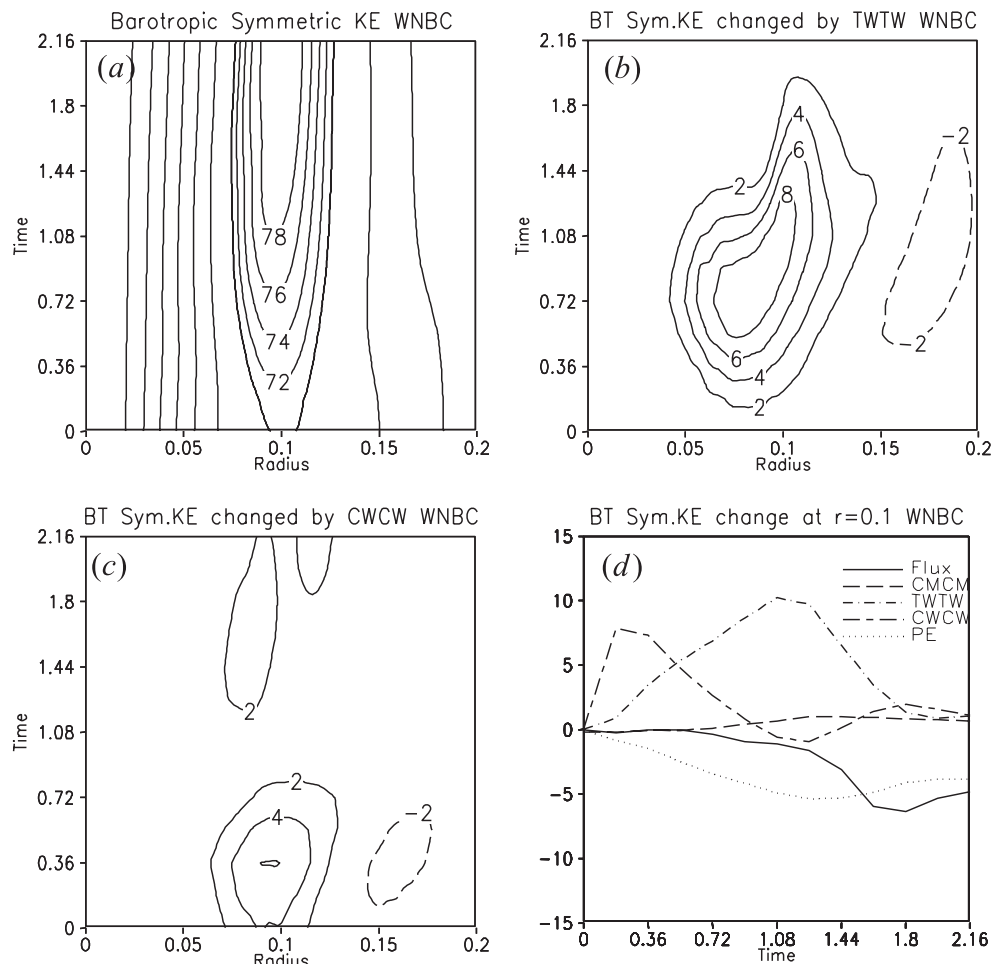 Barotropic Symmetric KE WNBC
(a)
2.16
1.8
1.44
1.08
0.72
0.36
0
Time
78
76
74
72
0 0.05 0.1 0.15 0.2
Radius
BT Sym.KE changed by TWTW WNBC
(b)
2.16
1.8
1.44
1.08
0.72
0.36
0
Time
4
6
2
8
-2
6
4
2
-2
0 0.05 0.1 0.15 0.2
Radius
BT Sym.KE changed by CWCW WNBC
(c)
2.16
1.8
1.44
1.08
0.72
0.36
0
Time
2
2
4
-2
0 0.05 0.1 0.15 0.2
Radius
BT Sym.KE change at r=0.1 WNBC
(d)
15
10
5
0
-5
-10
-15
Flux
CMCM
TWTW
CWCW
PE
0 0.36 0.72 1.08 1.44 1.8 2.16
Time